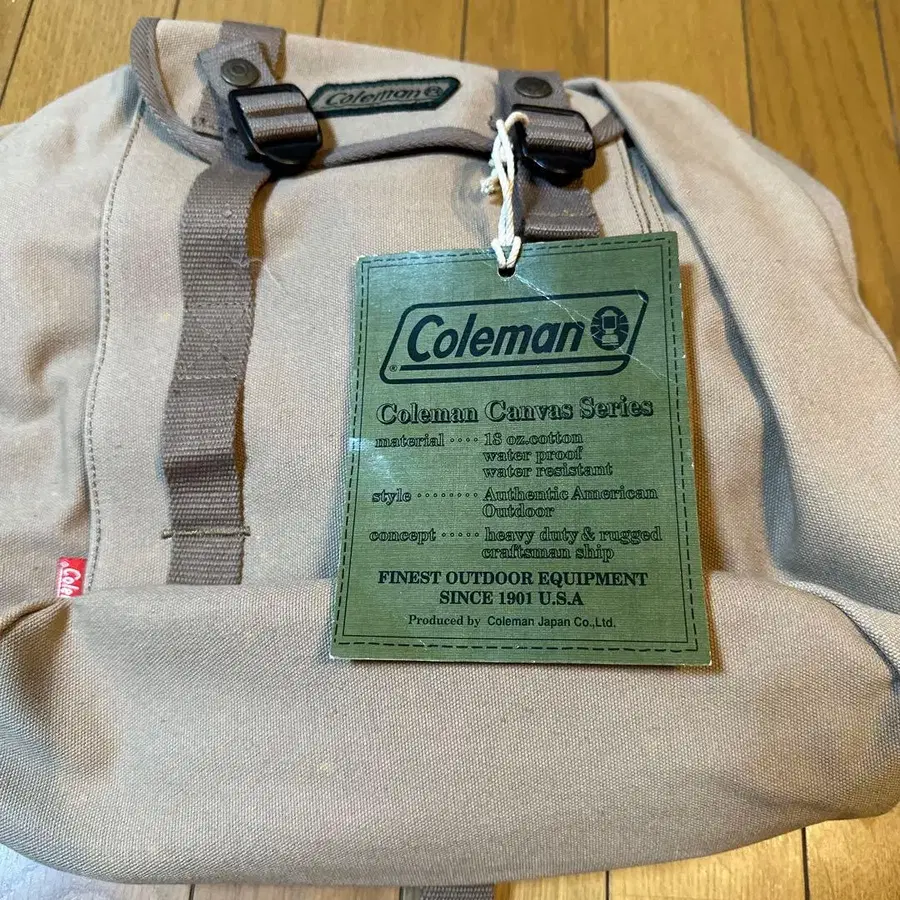 Coleman
Coleman
®
Coleman Canvas Series
material ···· 18 oz.cotton
water proof
water resistant
style ········ Authentic American
Outdoor
concept ····· heavy duty & rugged
craftsman ship
FINEST OUTDOOR EQUIPMENT
SINCE 1901 U.S.A
Produced by Coleman Japan Co.,Ltd.
®Cole